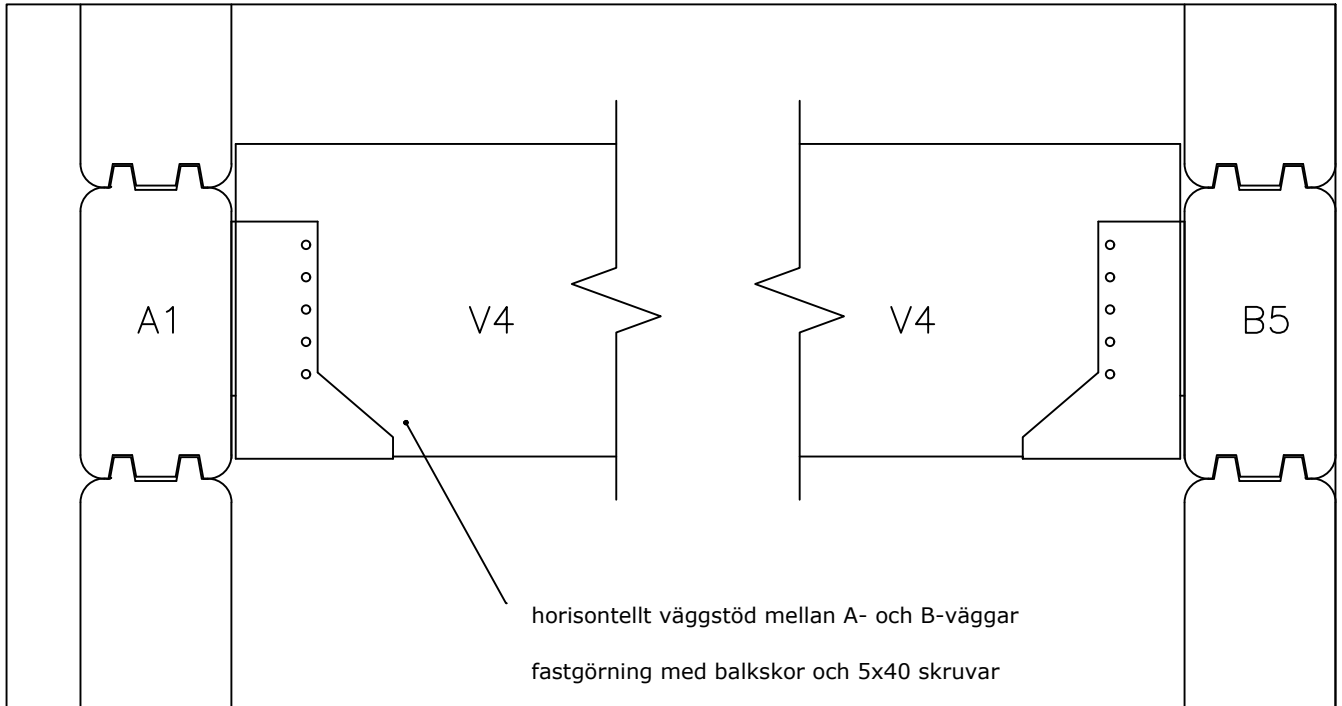 A1
V4
V4
B5
horisontellt väggstöd mellan A- och B-väggar
fastgörning med balkskor och 5x40 skruvar